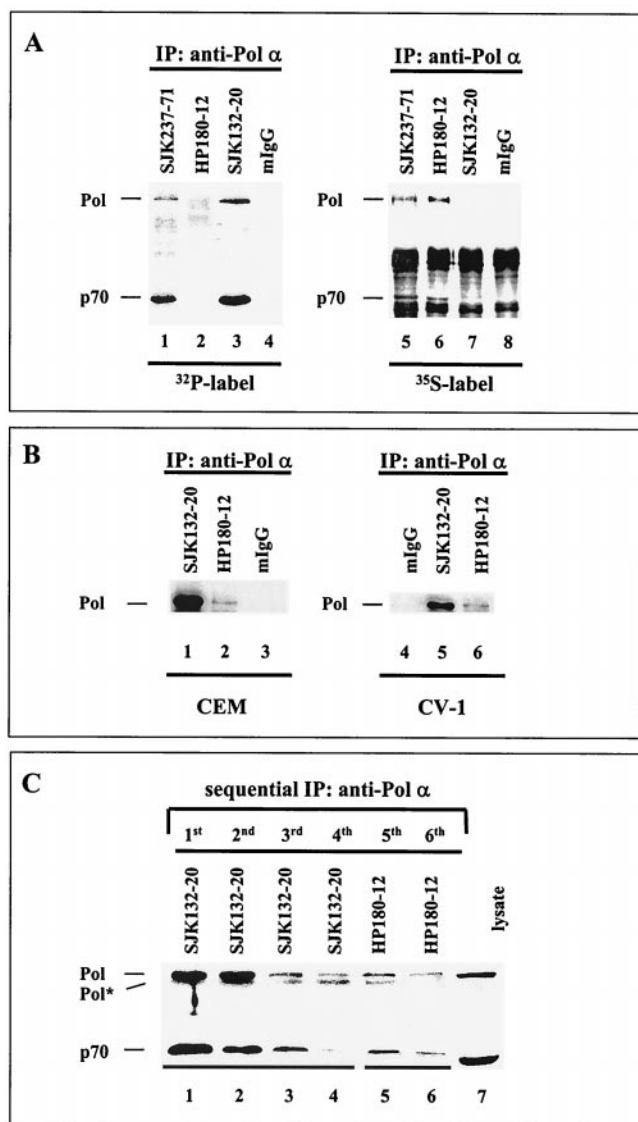 A
IP: anti-Pol α
IP: anti-Pol α
SJK237-71
HP180-12
SJK132-20
mIgG
SJK237-71
HP180-12
SJK132-20
mIgG
Pol
Pol
p70
p70
1 2 3 4
5 6 7 8
³²P-label
³⁵S-label
B
IP: anti-Pol α
IP: anti-Pol α
SJK132-20
HP180-12
mIgG
mIgG
SJK132-20
HP180-12
Pol
Pol
1 2 3
4 5 6
CEM
CV-1
C
sequential IP: anti-Pol α
1st 2nd 3rd 4th 5th 6th
SJK132-20
SJK132-20
SJK132-20
SJK132-20
HP180-12
HP180-12
lysate
Pol
Pol*
p70
1 2 3 4 5 6 7